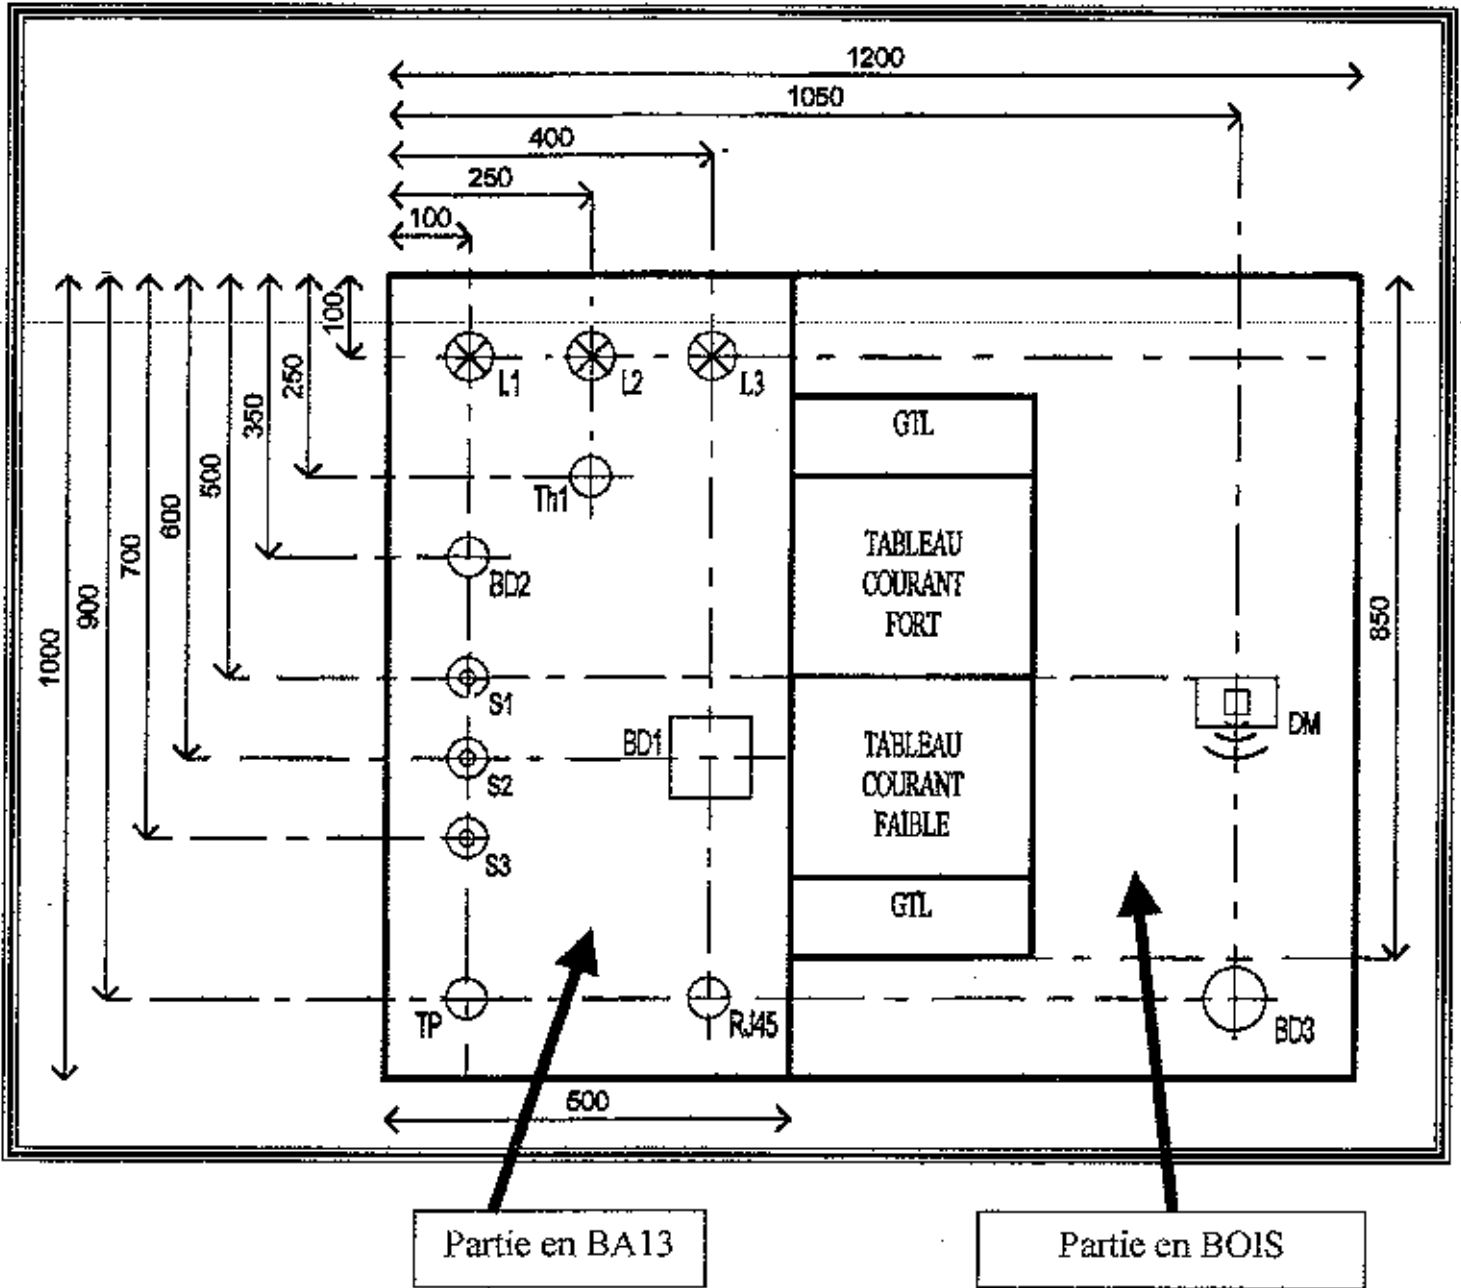 1200
1050
400
250
100
100
250
350
500
600
700
900
1000
850
L1
L2
L3
GTL
Th1
TABLEAU
COURANT
FORT
BD2
S1
S2
S3
BD1
DM
TABLEAU
COURANT
FAIBLE
GTL
TP
RJ45
BD3
500
Partie en BA13
Partie en BOIS